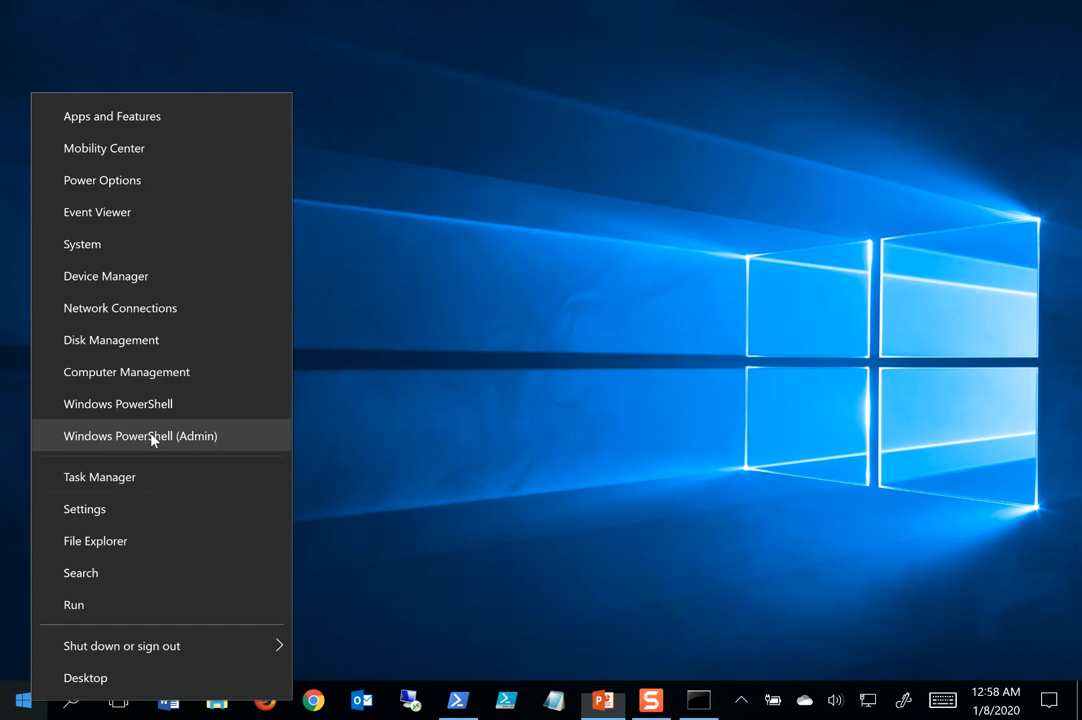 Apps and Features
Mobility Center
Power Options
Event Viewer
System
Device Manager
Network Connections
Disk Management
Computer Management
Windows PowerShell
Windows PowerShell (Admin)
Task Manager
Settings
File Explorer
Search
Run
Shut down or sign out
Desktop
12:58 AM
1/8/2020